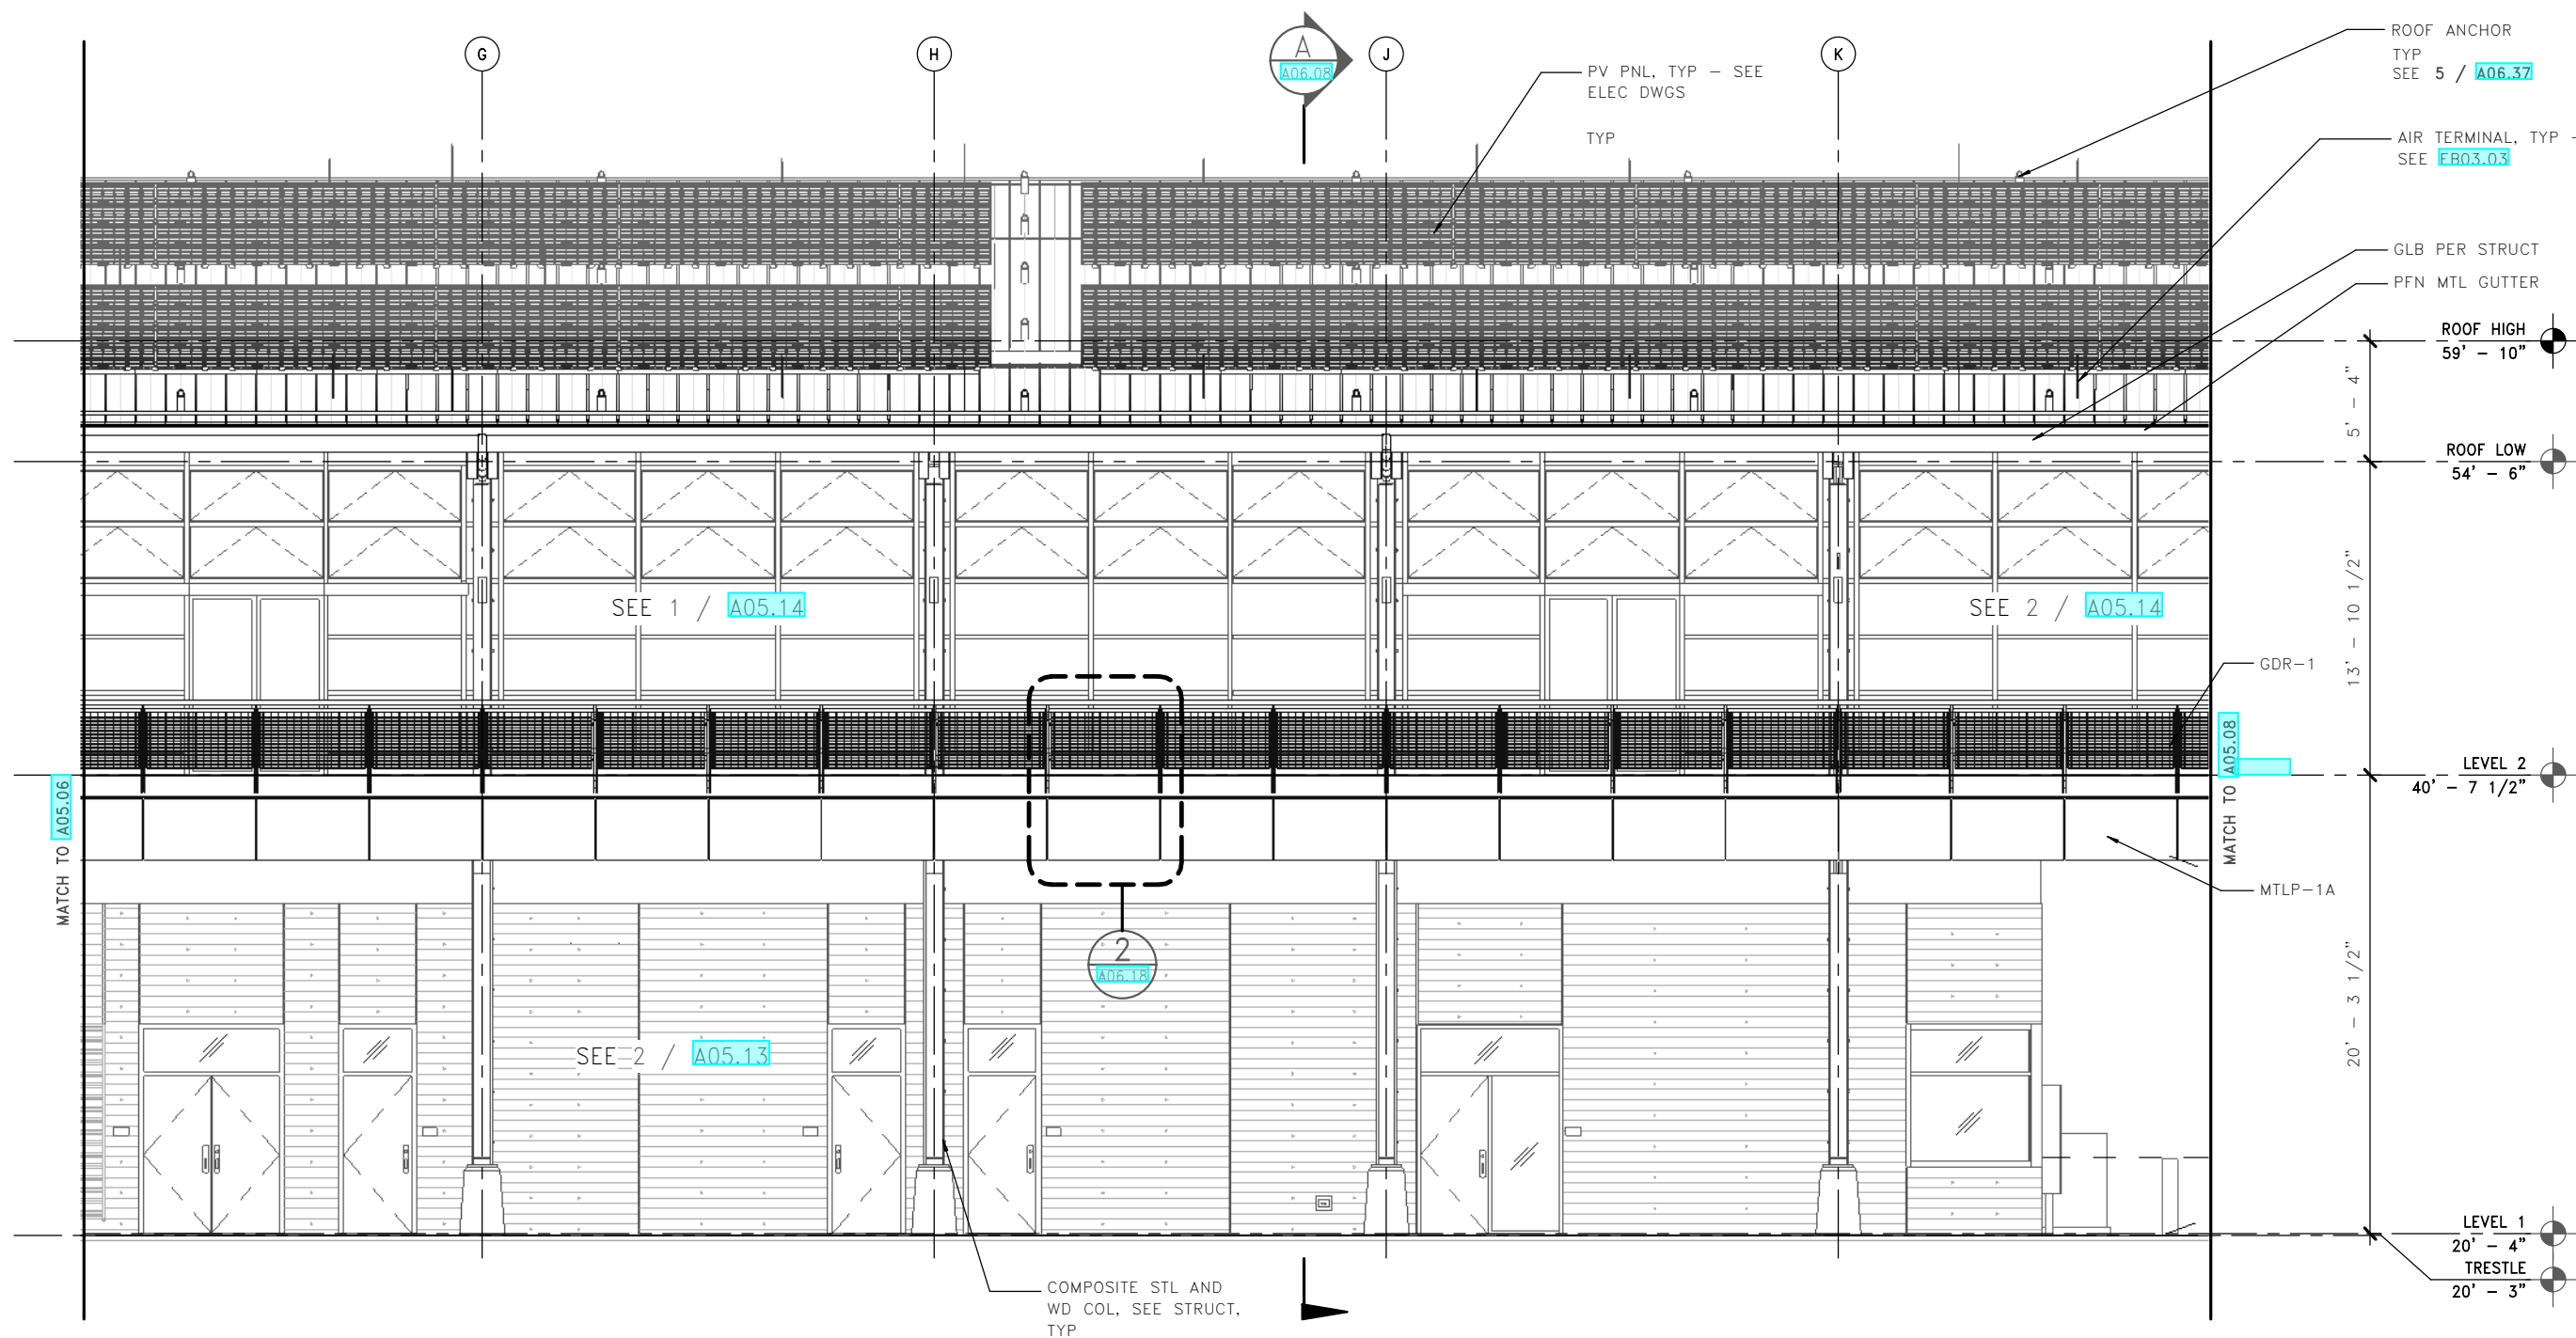 G
H
J
K
A
A06.08
PV PNL, TYP - SEE
ELEC DWGS
TYP
ROOF ANCHOR
TYP
SEE 5 / A06.37
AIR TERMINAL, TYP -
SEE EB03.03
GLB PER STRUCT
PFN MTL GUTTER
ROOF HIGH
59' - 10"
5' - 4"
ROOF LOW
54' - 6"
SEE 1 / A05.14
SEE 2 / A05.14
13' - 10 1/2"
GDR-1
MATCH TO A05.06
MATCH TO A05.08
LEVEL 2
40' - 7 1/2"
MTLP-1A
2
A06.18
SEE 2 / A05.13
20' - 3 1/2"
LEVEL 1
20' - 4"
TRESTLE
20' - 3"
COMPOSITE STL AND
WD COL, SEE STRUCT,
TYP